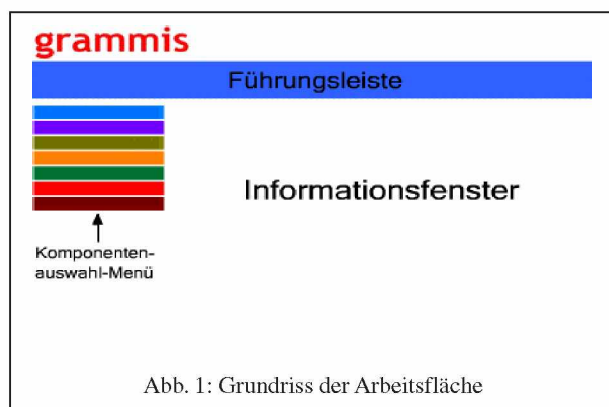 grammis
Führungsleiste
Informationsfenster
Komponenten-
auswahl-Menü
Abb. 1: Grundriss der Arbeitsfläche